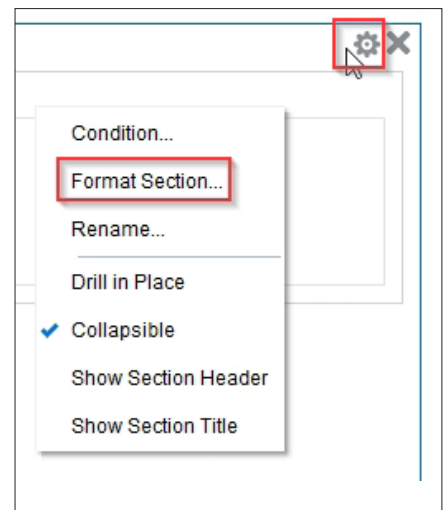 Condition...
Format Section...
Rename...
Drill in Place
Collapsible
Show Section Header
Show Section Title